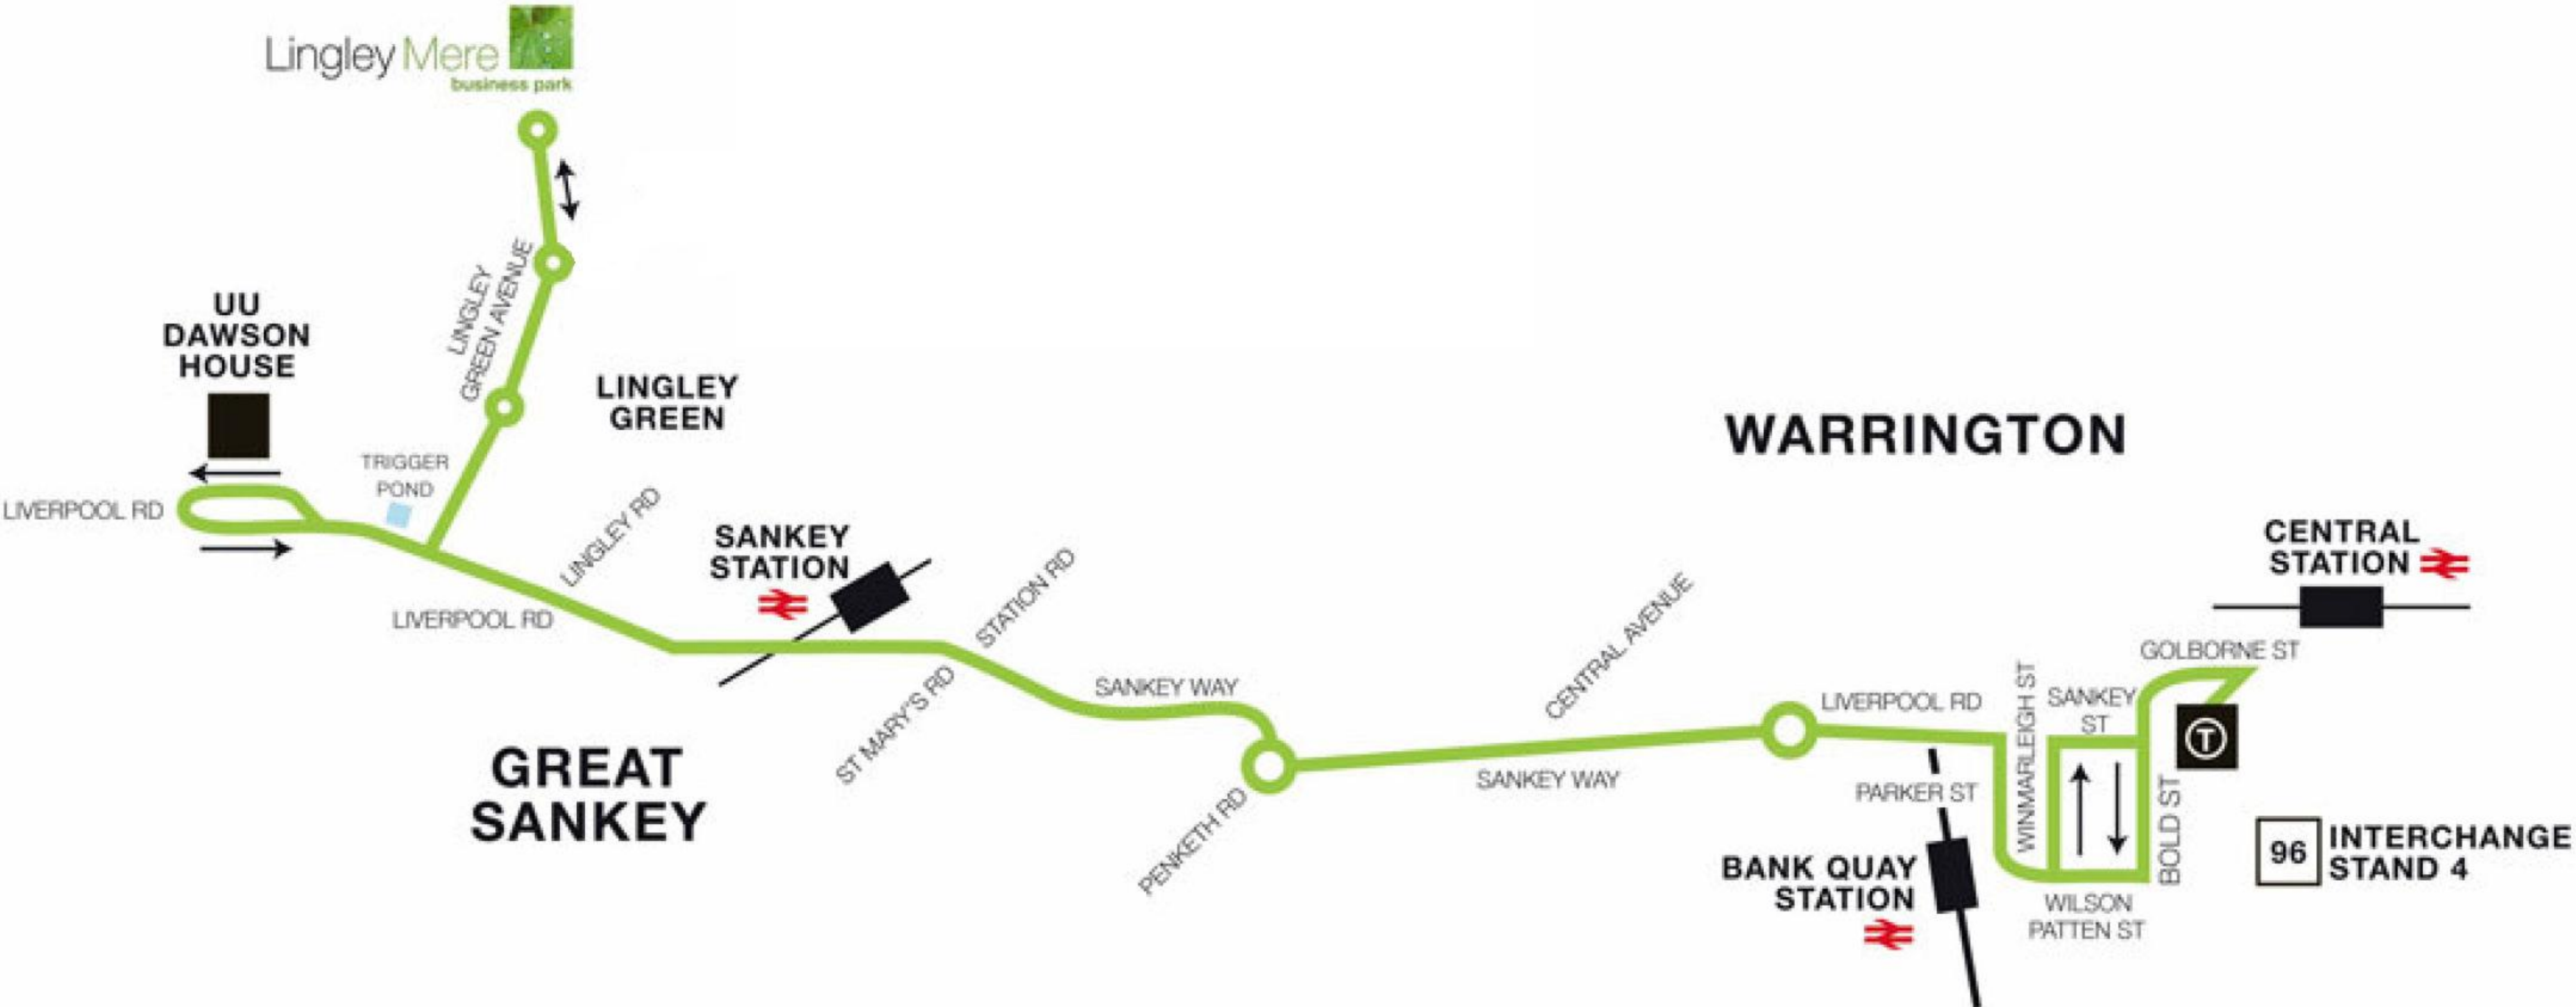 Lingley Mere
business park
LINGLEY
GREEN AVENUE
UU
DAWSON
HOUSE
LINGLEY
GREEN
TRIGGER
POND
LIVERPOOL RD
LINGLEY RD
LIVERPOOL RD
SANKEY
STATION
STATION RD
ST MARY"S RD
GREAT
SANKEY
SANKEY WAY
PENKETH RD
CENTRAL AVENUE
SANKEY WAY
WARRINGTON
LIVERPOOL RD
PARKER ST
BANK QUAY
STATION
WINMARLEIGH ST
SANKEY
ST
WILSON
PATTEN ST
BOLD ST
GOLBORNE ST
CENTRAL
STATION
T
96
INTERCHANGE
STAND 4